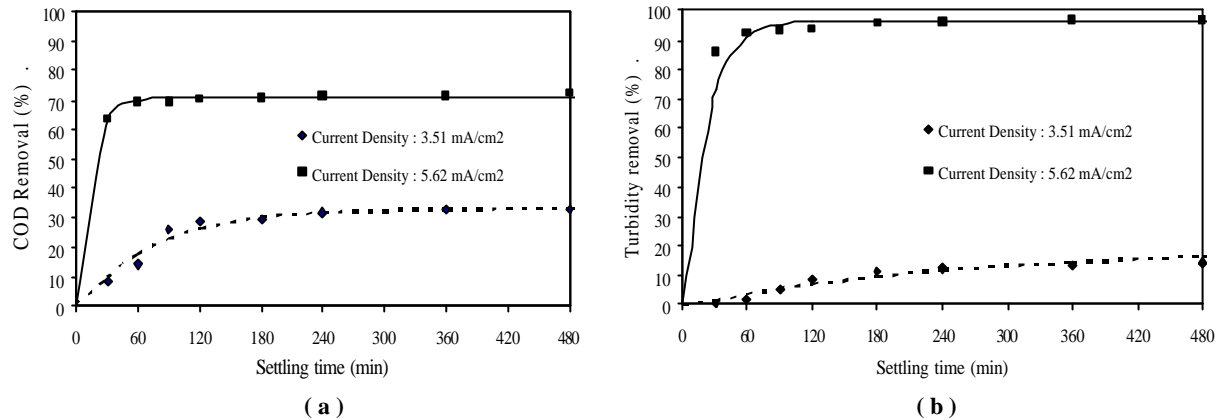 COD Removal (%) .
100
90
80
70
60
50
40
30
20
10
0
Current Density : 3.51 mA/cm2
Current Density : 5.62 mA/cm2
0 60 120 180 240 300 360 420 480
Settling time (min)
( a )
Turbidity removal (%) .
100
90
80
70
60
50
40
30
20
10
0
Current Density : 3.51 mA/cm2
Current Density : 5.62 mA/cm2
0 60 120 180 240 300 360 420 480
Settling time (min)
( b )